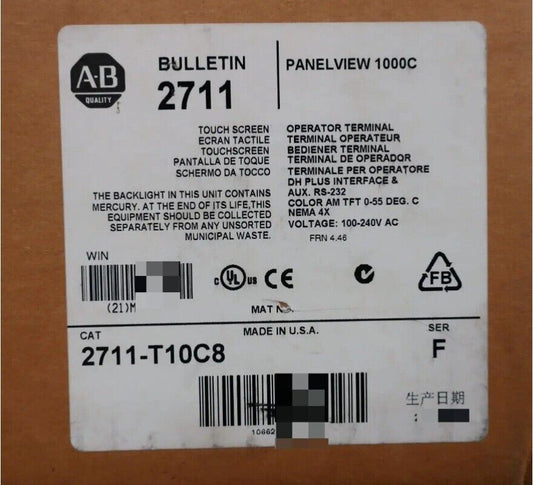 A·B
QUALITY
BULLETIN
2711
PANELVIEW 1000C
TOUCH SCREEN
ECRAN TACTILE
TOUCHSCREEN
PANTALLA DE TOQUE
SCHERMO DA TOCCO
OPERATOR TERMINAL
TERMINAL OPERATEUR
BEDIENER TERMINAL
TERMINAL DE OPERADOR
TERMINALE PER OPERATORE
DH PLUS INTERFACE &
AUX. RS-232
COLOR AM TFT 0-55 DEG. C
NEMA 4X
VOLTAGE: 100-240V AC
FRN 4.46
THE BACKLIGHT IN THIS UNIT CONTAINS
MERCURY. AT THE END OF ITS LIFE,THIS
EQUIPMENT SHOULD BE COLLECTED
SEPARATELY FROM ANY UNSORTED
MUNICIPAL WASTE.
WIN
(21)M
C UL US CE
FB
MAT
MADE IN U.S.A.
CAT
2711-T10C8
SER
F
10662
生产日期
: